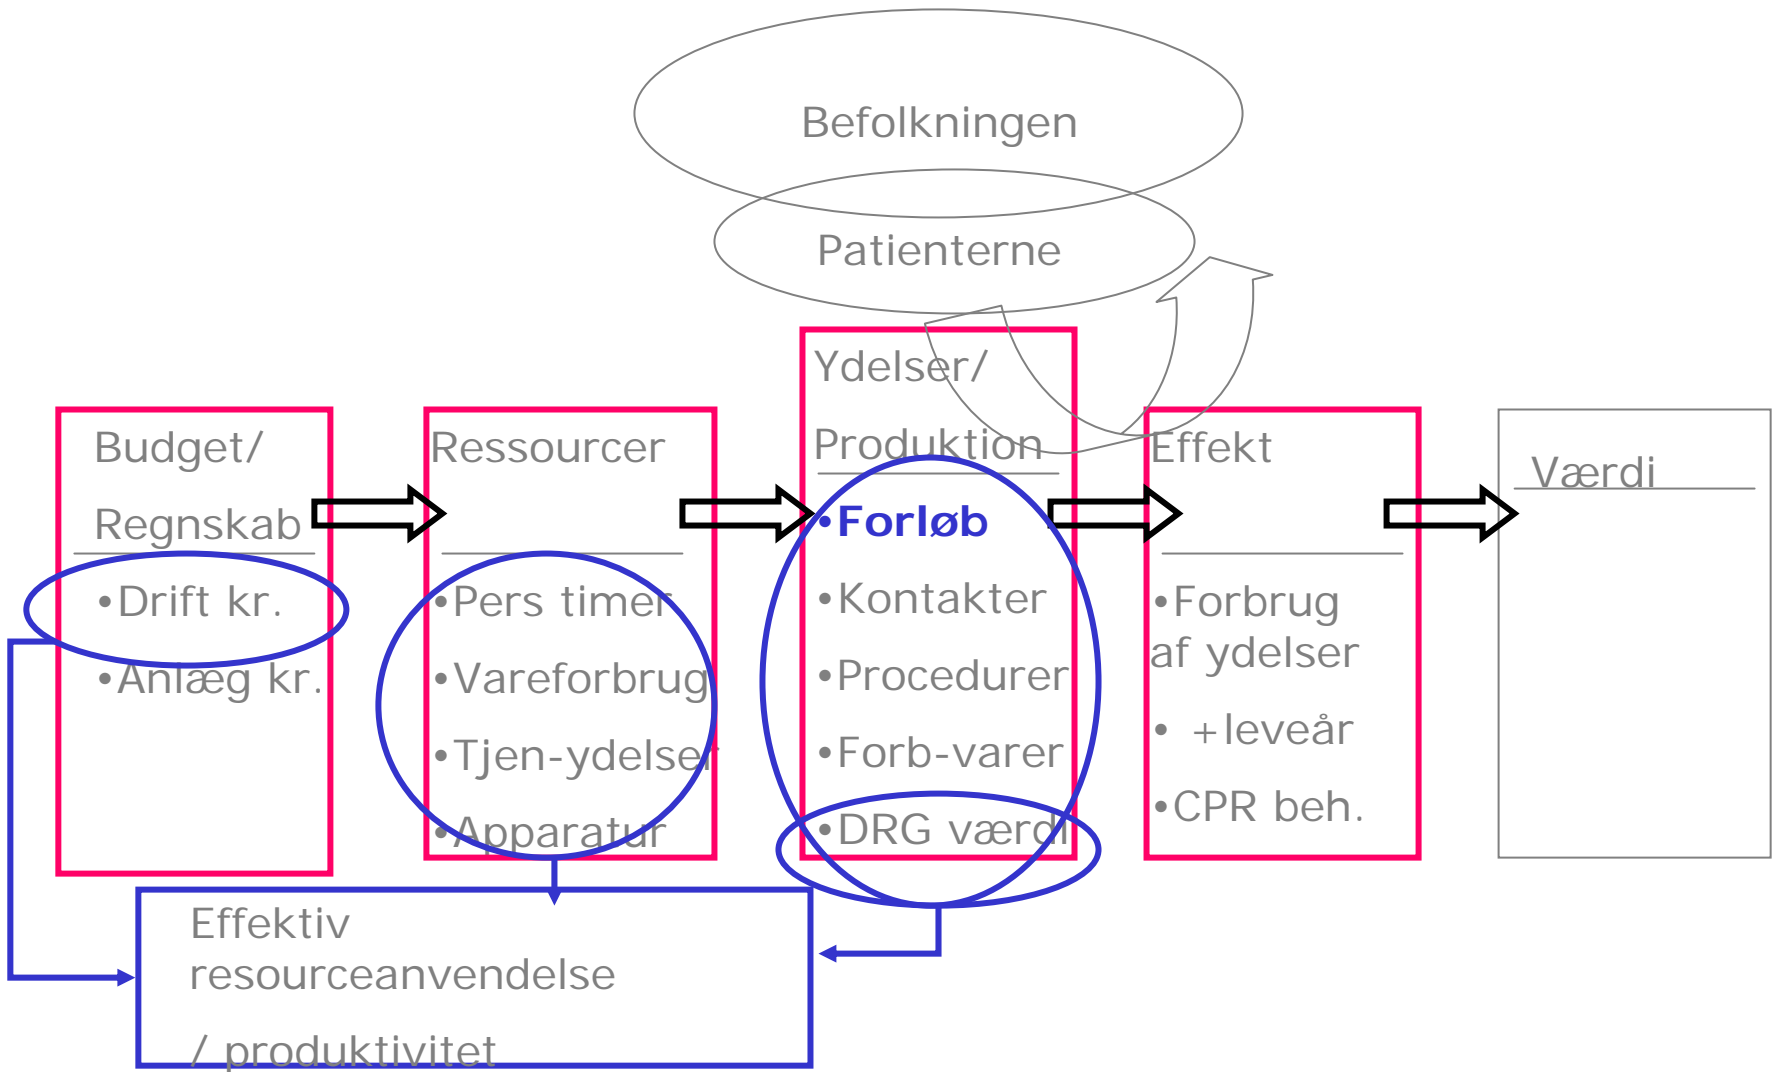 Befolkningen
Patienterne
Budget/
Regnskab
•Drift kr.
•Anlæg kr.
Ressourcer
•Pers timer
•Vareforbrug
•Tjen-ydelser
•Apparatur
Ydelser/
Produktion
•Forløb
•Kontakter
•Procedurer
•Forb-varer
•DRG værdi
Effekt
•Forbrug
af ydelser
• +leveår
•CPR beh.
Værdi
Effektiv
resourceanvendelse
/ produktivitet